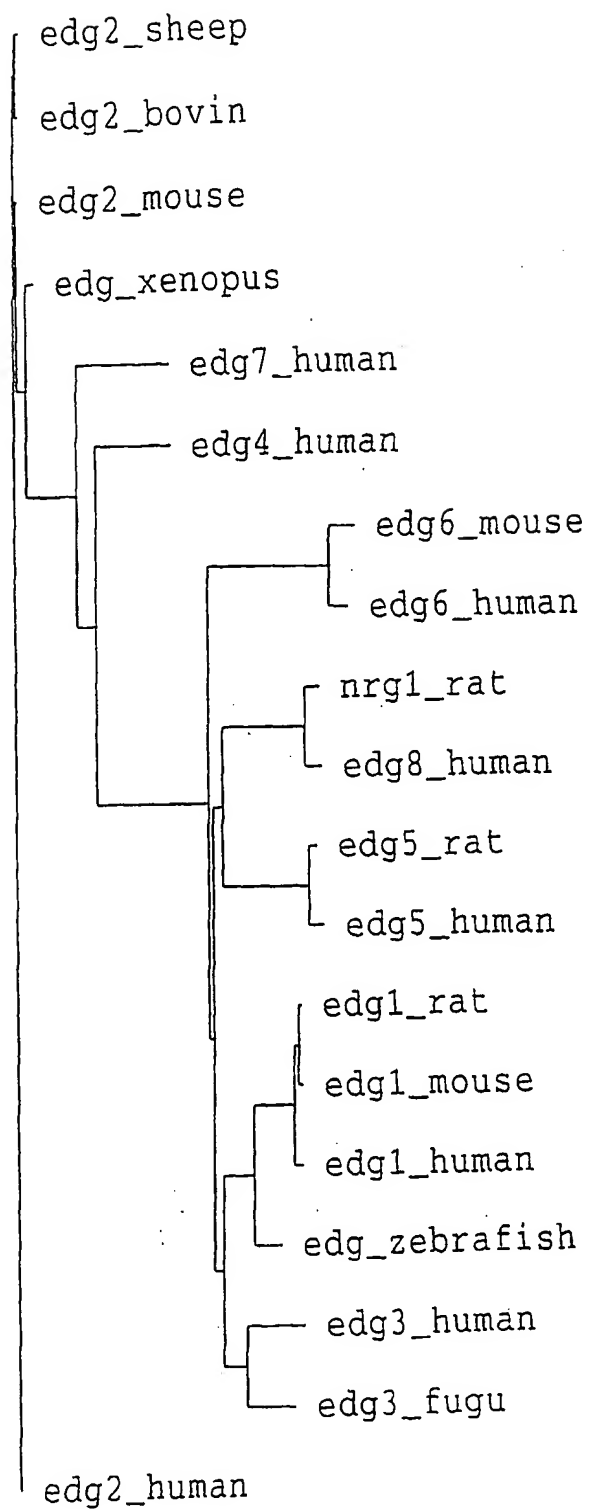 edg2_sheep
edg2_bovin
edg2_mouse
edg_xenopus
edg7_human
edg4_human
edg6_mouse
edg6_human
nrg1_rat
edg8_human
edg5_rat
edg5_human
edg1_rat
edg1_mouse
edg1_human
edg_zebrafish
edg3_human
edg3_fugu
edg2_human